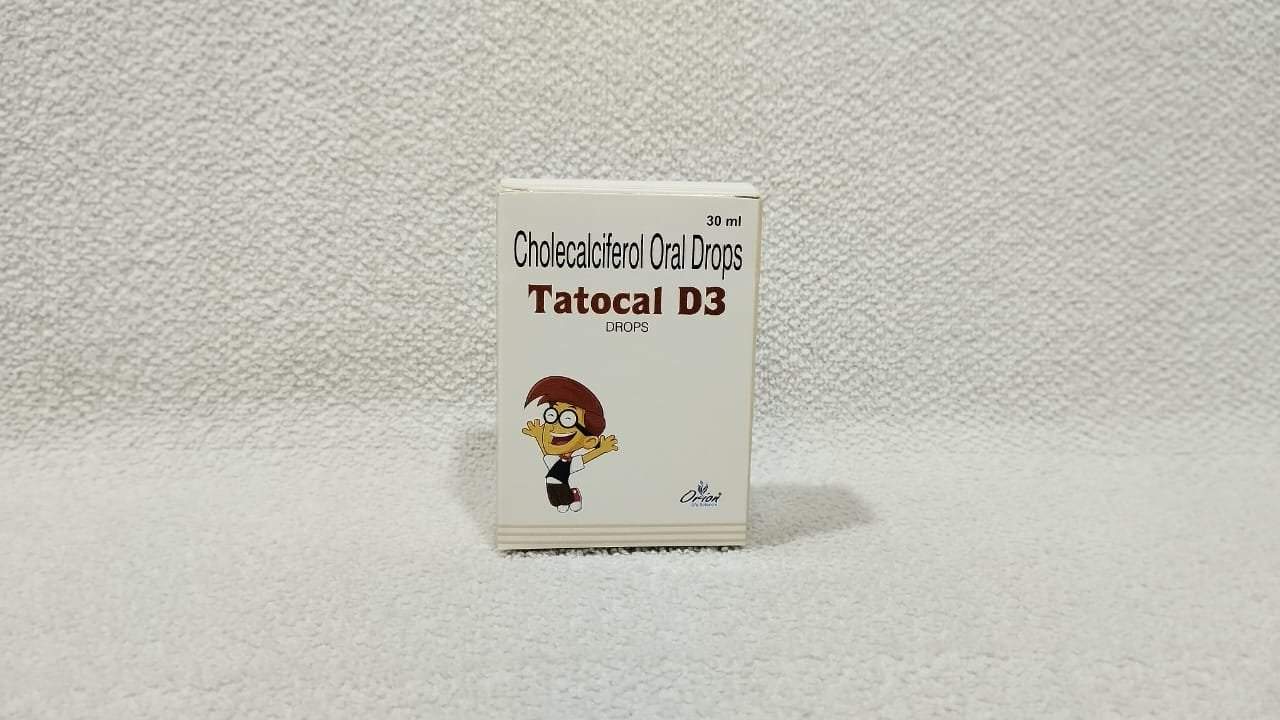 30 ml
Cholecalciferol Oral Drops
Tatocal D3
DROPS
Orion